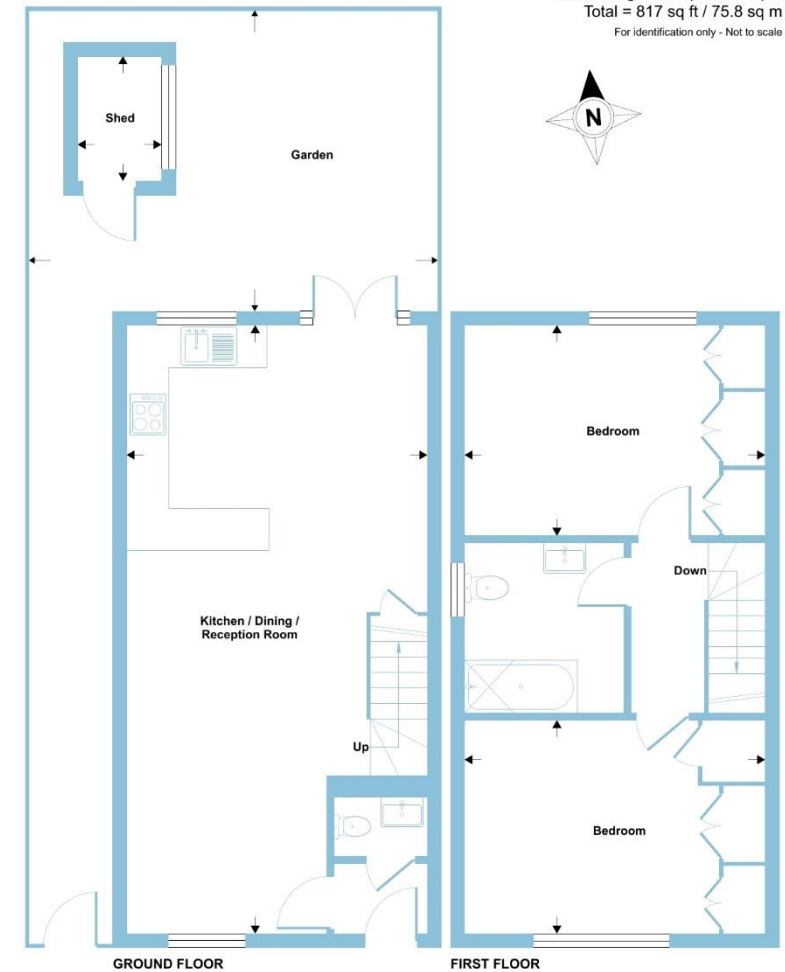 Total = 817 sq ft / 75.8 sq m
For identification only - Not to scale
N
Shed
Garden
Kitchen / Dining /
Reception Room
Up
Bedroom
Down
Bedroom
GROUND FLOOR
FIRST FLOOR